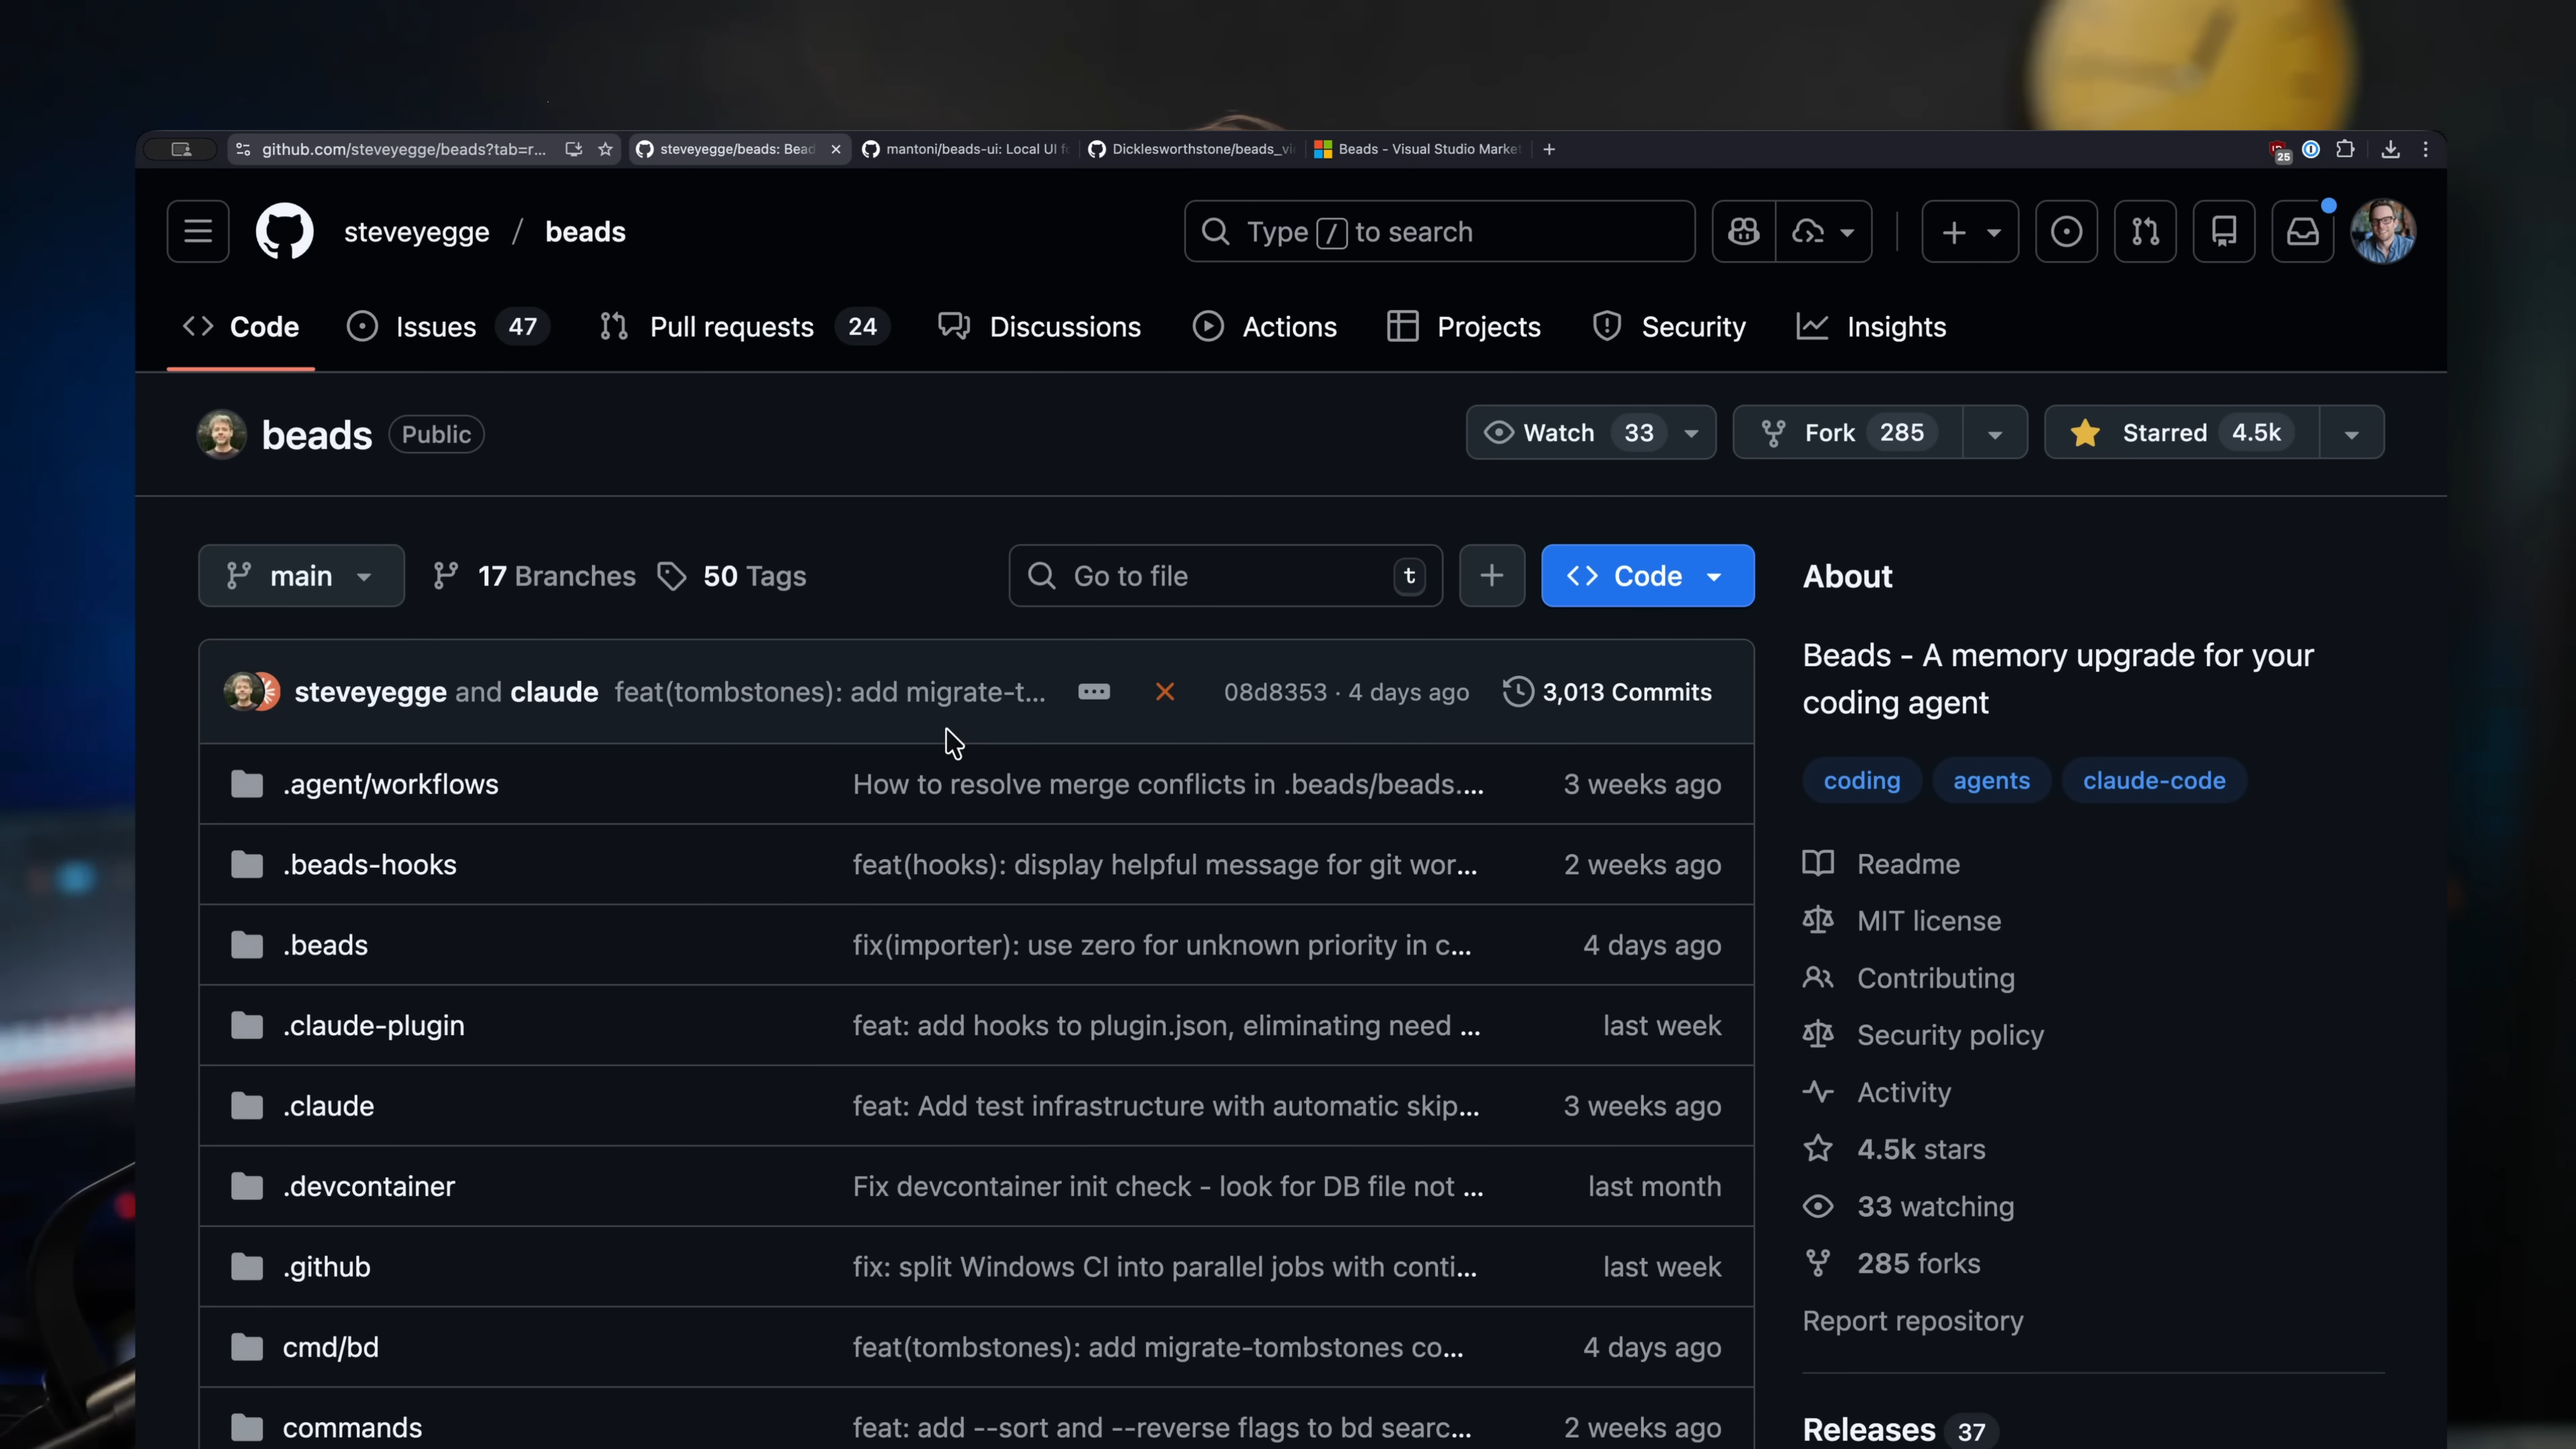 github.com/steveyegge/beads?tab=r...
steveyegge/beads: Bead
mantoni/beads-ui: Local UI f
Dicklesworthstone/beads_vi
Beads - Visual Studio Market
25
steveyegge / beads
Type / to search
Code
Issues 47
Pull requests 24
Discussions
Actions
Projects
Security
Insights
beads Public
Watch 33
Fork 285
Starred 4.5k
main
17 Branches
50 Tags
Go to file t
Code
steveyegge and claude feat(tombstones): add migrate-t... 08d8353 · 4 days ago 3,013 Commits
.agent/workflows How to resolve merge conflicts in .beads/beads.... 3 weeks ago
.beads-hooks feat(hooks): display helpful message for git wor... 2 weeks ago
.beads fix(importer): use zero for unknown priority in c... 4 days ago
.claude-plugin feat: add hooks to plugin.json, eliminating need ... last week
.claude feat: Add test infrastructure with automatic skip... 3 weeks ago
.devcontainer Fix devcontainer init check - look for DB file not ... last month
.github fix: split Windows CI into parallel jobs with conti... last week
cmd/bd feat(tombstones): add migrate-tombstones co... 4 days ago
commands feat: add --sort and --reverse flags to bd searc... 2 weeks ago
About
Beads - A memory upgrade for your
coding agent
coding agents claude-code
Readme
MIT license
Contributing
Security policy
Activity
4.5k stars
33 watching
285 forks
Report repository
Releases 37